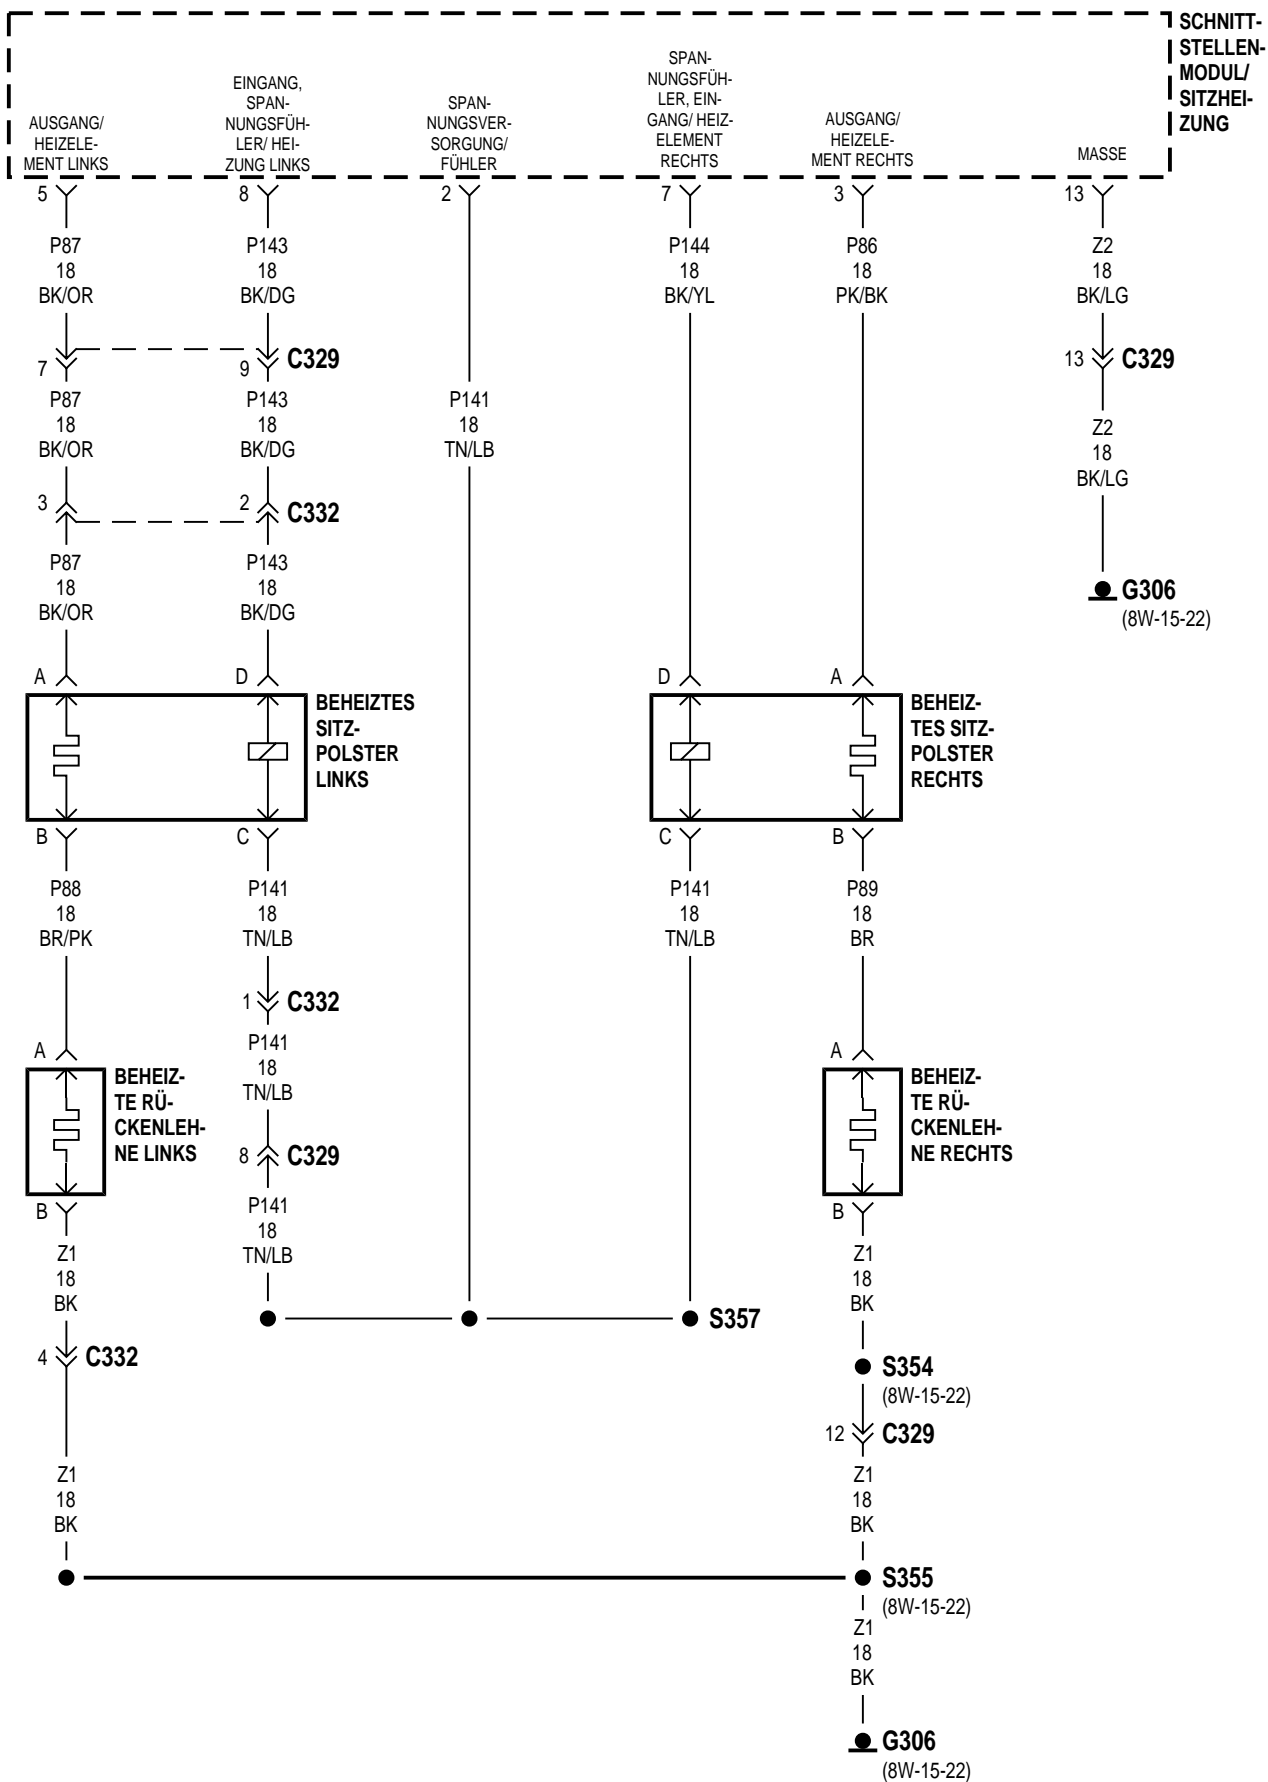 SCHNITT-
STELLEN-
MODUL/
SITZHEI-
ZUNG
AUSGANG/
HEIZELE-
MENT LINKS
EINGANG,
SPAN-
NUNGSFÜH-
LER/ HEI-
ZUNG LINKS
SPAN-
NUNGSVER-
SORGUNG/
FÜHLER
SPAN-
NUNGSFÜH-
LER, EIN-
GANG/ HEIZ-
ELEMENT
RECHTS
AUSGANG/
HEIZELE-
MENT RECHTS
MASSE
5
8
2
7
3
13
P87
18
BK/OR
P143
18
BK/DG
P144
18
BK/YL
P86
18
PK/BK
Z2
18
BK/LG
7
9
C329
13
C329
P87
18
BK/OR
P143
18
BK/DG
P141
18
TN/LB
Z2
18
BK/LG
3
2
C332
P87
18
BK/OR
P143
18
BK/DG
G306
(8W-15-22)
A
D
D
A
BEHEIZTES
SITZ-
POLSTER
LINKS
BEHEIZ-
TES SITZ-
POLSTER
RECHTS
B
C
C
B
P88
18
BR/PK
P141
18
TN/LB
P141
18
TN/LB
P89
18
BR
1
C332
P141
18
TN/LB
A
A
BEHEIZ-
TE RÜ-
CKENLEH-
NE LINKS
BEHEIZ-
TE RÜ-
CKENLEH-
NE RECHTS
8
C329
P141
18
TN/LB
B
B
Z1
18
BK
Z1
18
BK
S357
4
C332
S354
(8W-15-22)
12
C329
Z1
18
BK
Z1
18
BK
S355
(8W-15-22)
Z1
18
BK
G306
(8W-15-22)